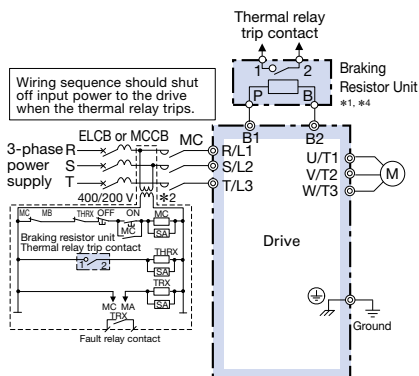 Thermal relay
trip contact
1 2
P B
Braking
Resistor Unit
*1, *4
Wiring sequence should shut
off input power to the drive
when the thermal relay trips.
B1 B2
ELCB or MCCB MC
3-phase
power
supply
R
S
T
R/L1
S/L2
T/L3
400/200 V *2
U/T1
V/T2
W/T3
M
Drive
MC MB THRX OFF ON MC
MC
SA
Braking resistor unit
Thermal relay trip contact
1 2
THRX
SA
TRX
SA
MC MA
TRX
Fault relay contact
Ground